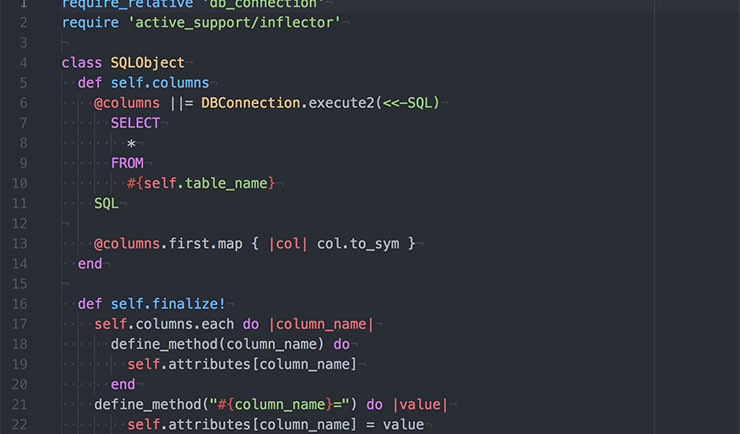 1 require_relative 'db_connection'
2 require 'active_support/inflector'
3
4 class SQLObject
5 def self.columns
6 @columns ||= DBConnection.execute2(<<-SQL)
7 SELECT
8 *
9 FROM
10 #{self.table_name}
11 SQL
12
13 @columns.first.map { |col| col.to_sym }
14 end
15
16 def self.finalize!
17 self.columns.each do |column_name|
18 define_method(column_name) do
19 self.attributes[column_name]
20 end
21 define_method("#{column_name}=") do |value|
22 self.attributes[column_name] = value